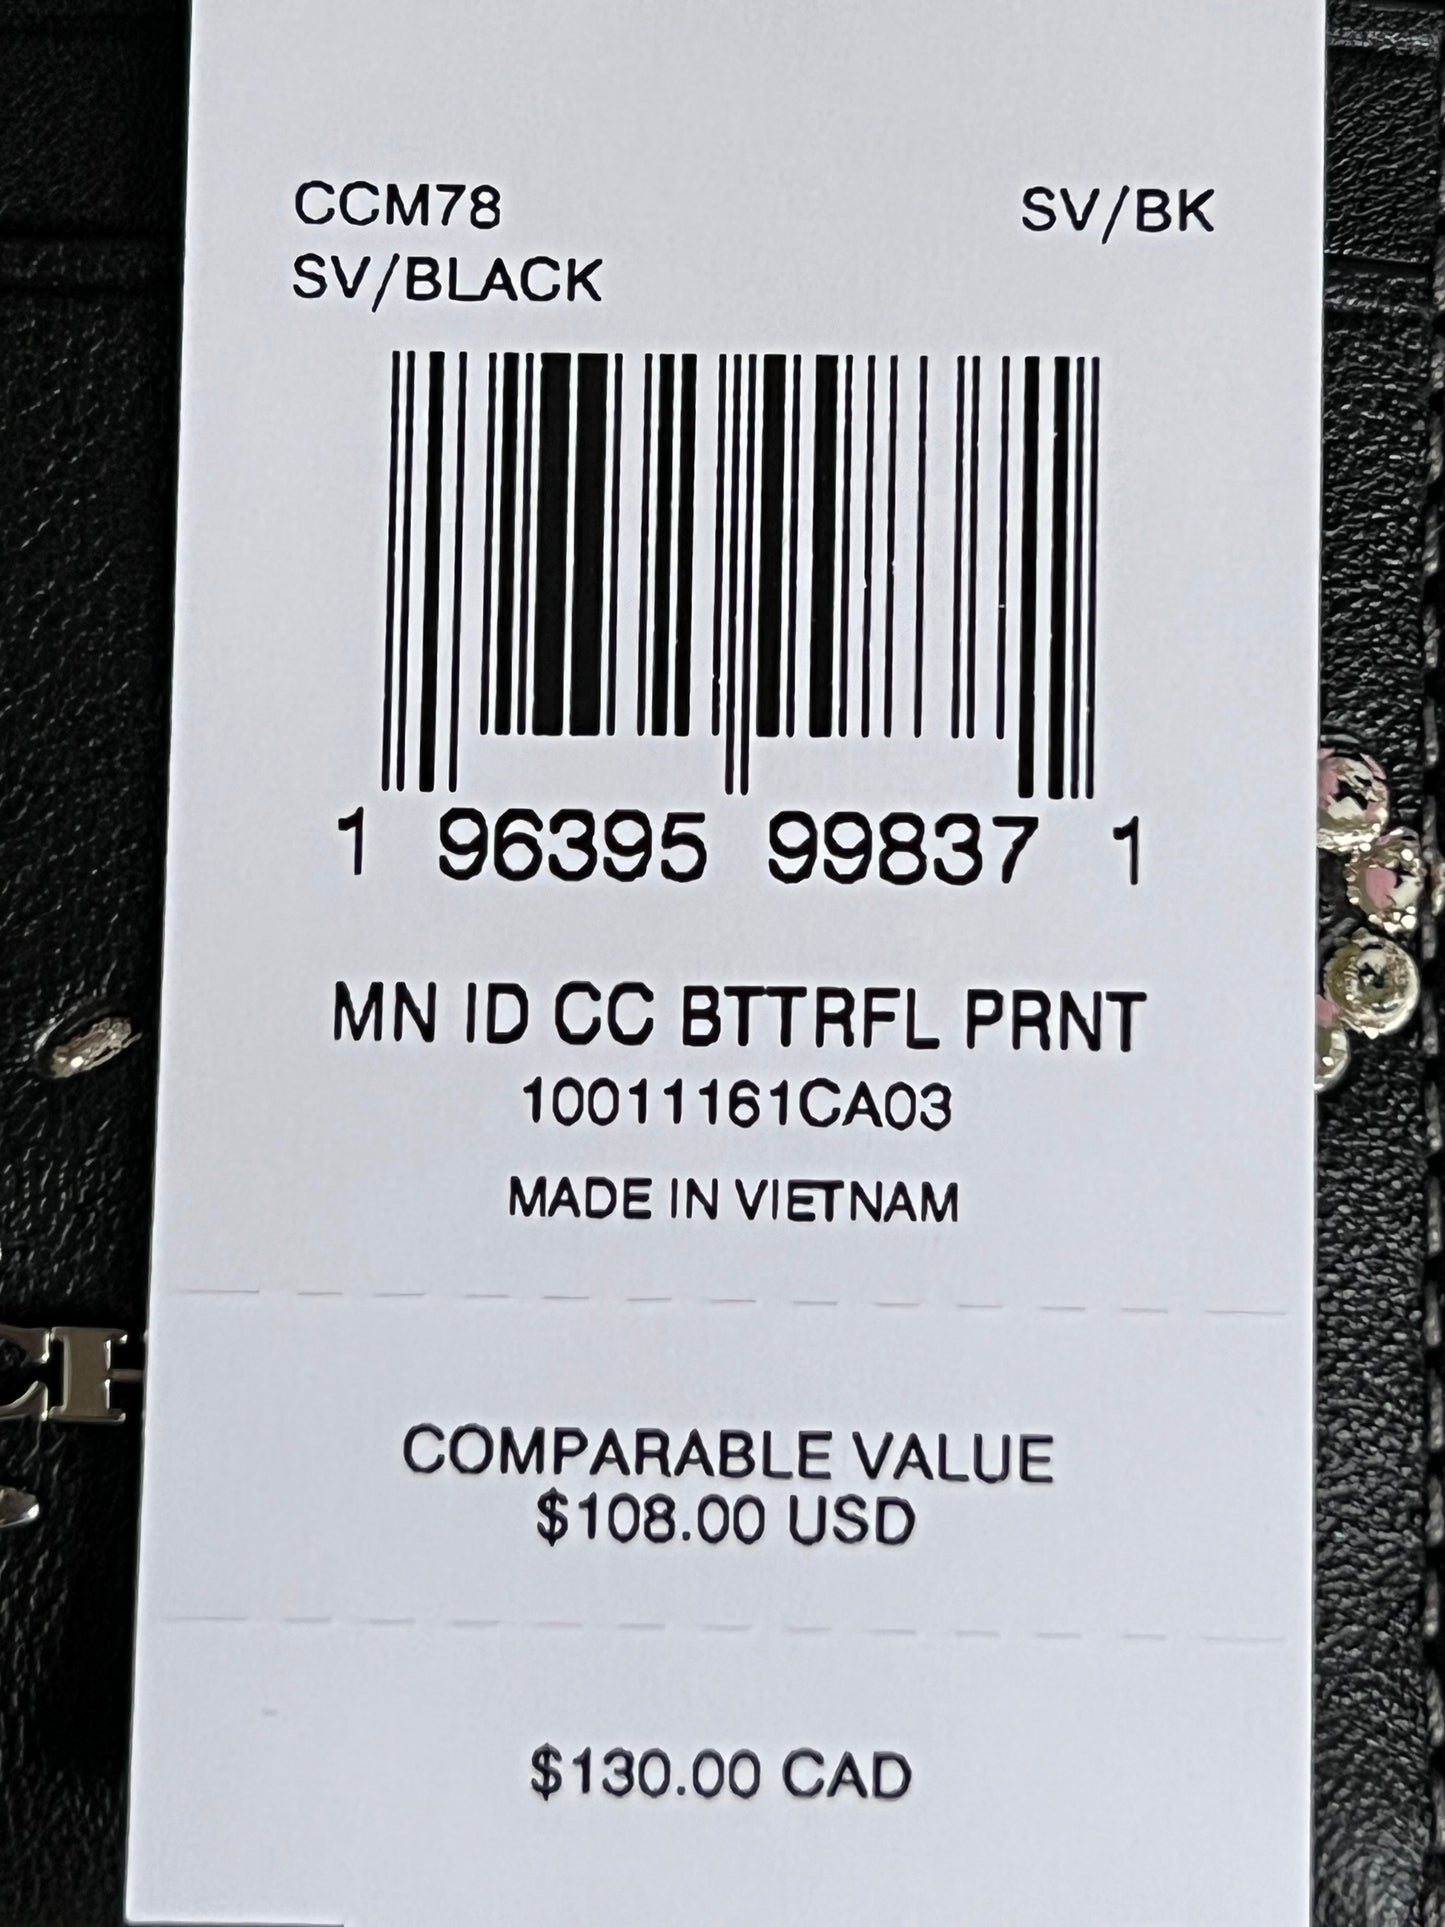 CCM78 SV/BK
SV/BLACK
1 96395 99837 1
MN ID CC BTTRFL PRNT
10011161CA03
MADE IN VIETNAM
COMPARABLE VALUE
$108.00 USD
$130.00 CAD